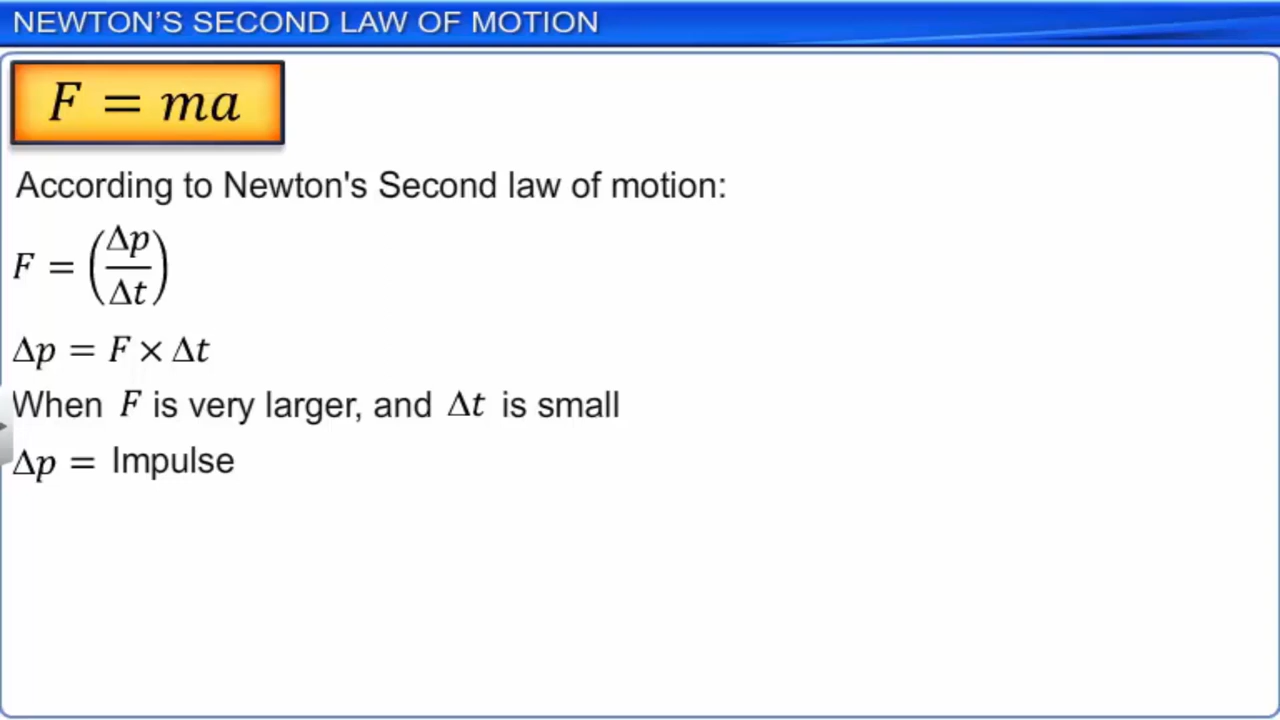 NEWTON’S SECOND LAW OF MOTION
F = ma
According to Newton's Second law of motion:
F = (Δp/Δt)
Δp = F × Δt
When F is very larger, and Δt is small
Δp = Impulse